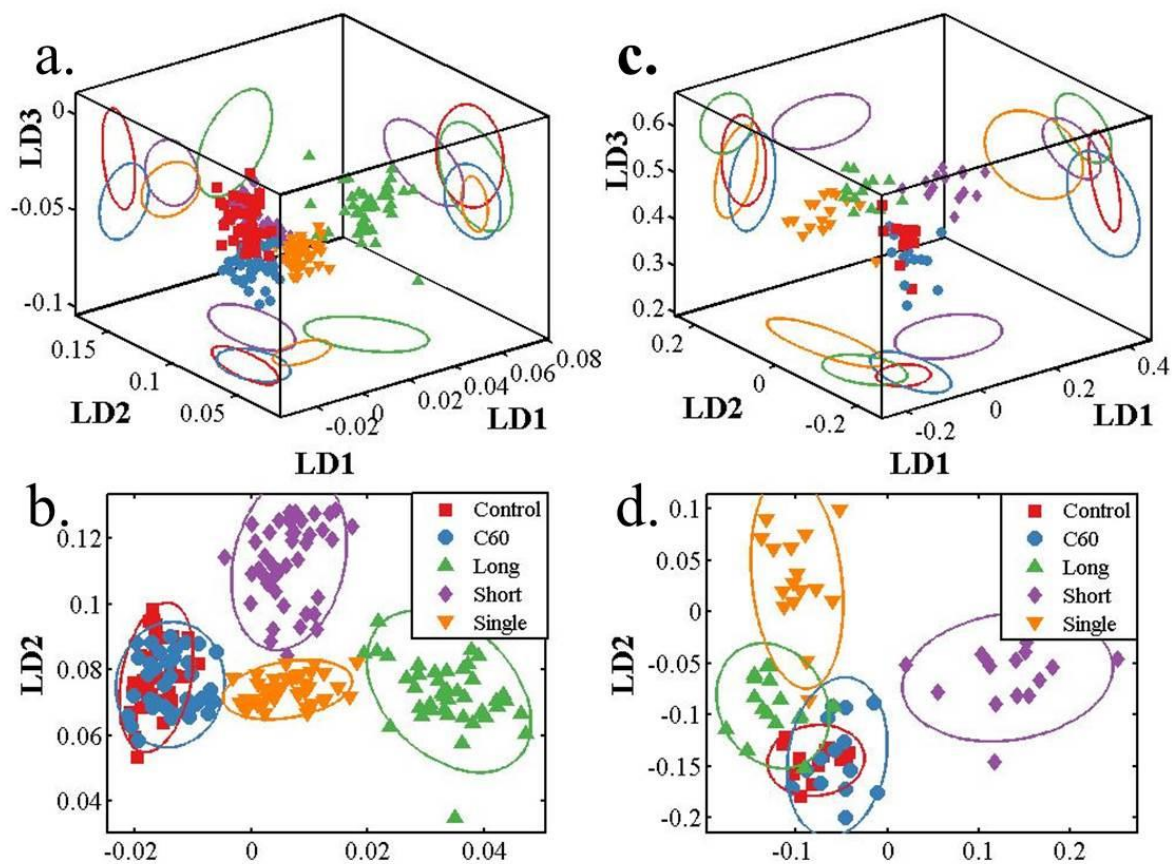 a.
LD3
0
-0.05
-0.1
0.15
0.1
0.05
LD2
-0.02
0
0.02
0.04
0.06
0.08
LD1
LD1
c.
LD3
0.6
0.5
0.4
0.3
0.2
0.2
0
-0.2
LD2
-0.2
0
0.2
0.4
LD1
LD1
b.
LD2
0.12
0.1
0.08
0.06
0.04
-0.02
0
0.02
0.04
Control
C60
Long
Short
Single
d.
LD2
0.1
0.05
0
-0.05
-0.1
-0.15
-0.2
-0.1
0
0.1
0.2
Control
C60
Long
Short
Single